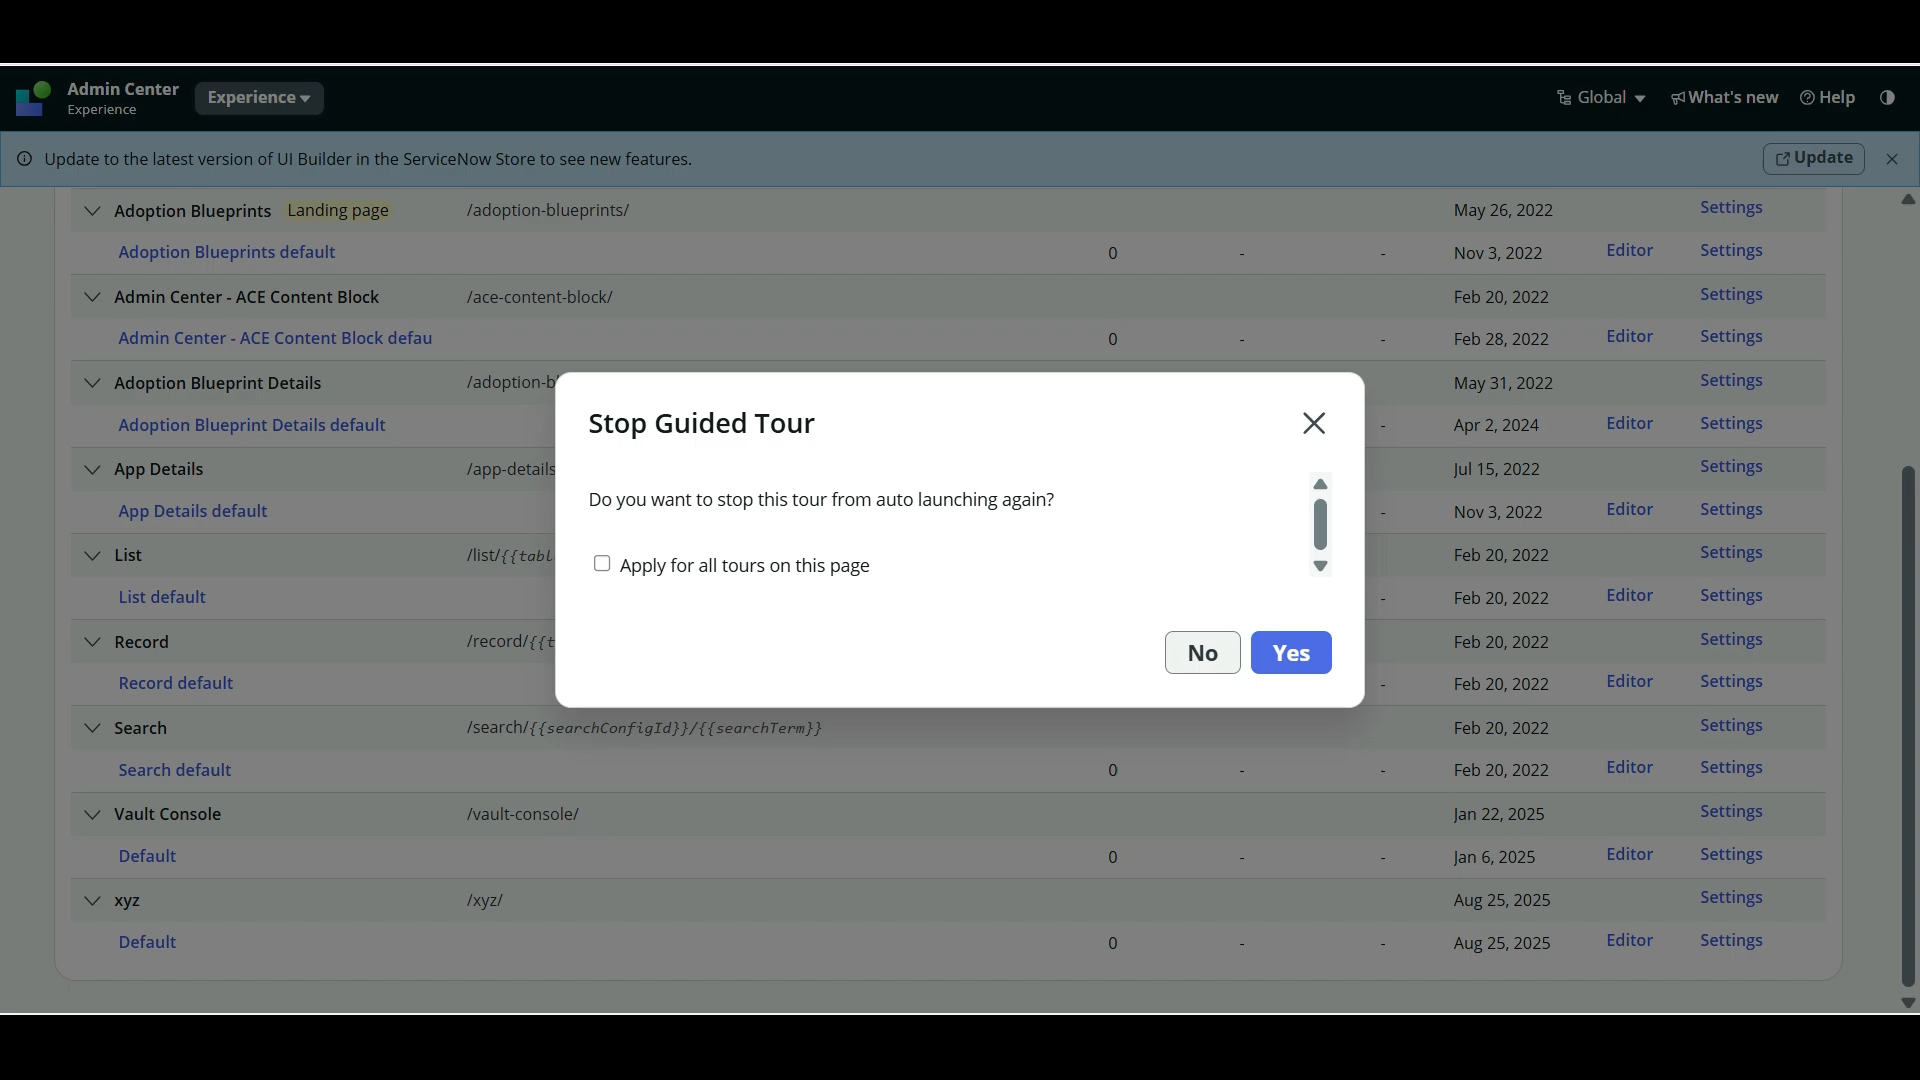 Admin Center
Experience
Experience
Global
What's new
Help
Update to the latest version of UI Builder in the ServiceNow Store to see new features.
Update
Adoption Blueprints Landing page /adoption-blueprints/ May 26, 2022 Settings
Adoption Blueprints default 0 - - Nov 3, 2022 Editor Settings
Admin Center - ACE Content Block /ace-content-block/ Feb 20, 2022 Settings
Admin Center - ACE Content Block defau 0 - - Feb 28, 2022 Editor Settings
Adoption Blueprint Details /adoption-b May 31, 2022 Settings
Adoption Blueprint Details default - Apr 2, 2024 Editor Settings
App Details /app-details Jul 15, 2022 Settings
App Details default - Nov 3, 2022 Editor Settings
List /list/{{tabl Feb 20, 2022 Settings
List default - Feb 20, 2022 Editor Settings
Record /record/{{t Feb 20, 2022 Settings
Record default - Feb 20, 2022 Editor Settings
Search /search/{{searchConfigId}}/{{searchTerm}} Feb 20, 2022 Settings
Search default 0 - - Feb 20, 2022 Editor Settings
Vault Console /vault-console/ Jan 22, 2025 Settings
Default 0 - - Jan 6, 2025 Editor Settings
xyz /xyz/ Aug 25, 2025 Settings
Default 0 - - Aug 25, 2025 Editor Settings
Stop Guided Tour
Do you want to stop this tour from auto launching again?
Apply for all tours on this page
No
Yes